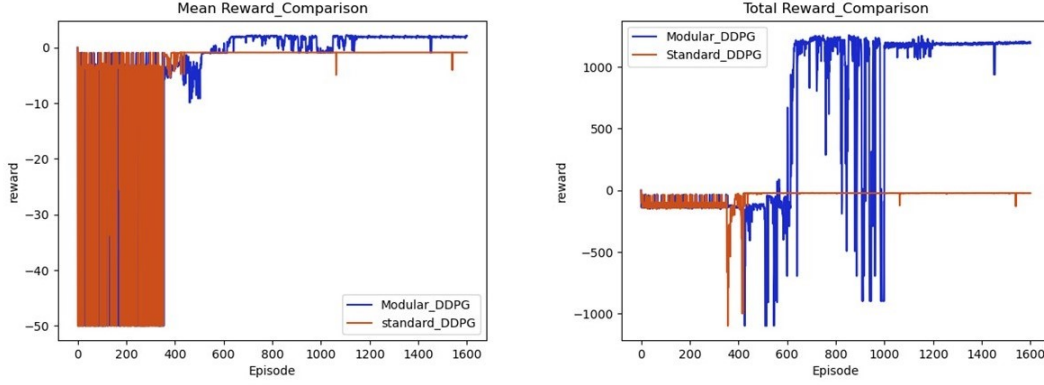 Mean Reward_Comparison
0
−10
−20
−30
−40
−50
reward
Modular_DDPG
standard_DDPG
0 200 400 600 800 1000 1200 1400 1600
Episode
Total Reward_Comparison
Modular_DDPG
Standard_DDPG
1000
500
0
−500
−1000
reward
0 200 400 600 800 1000 1200 1400 1600
Episode